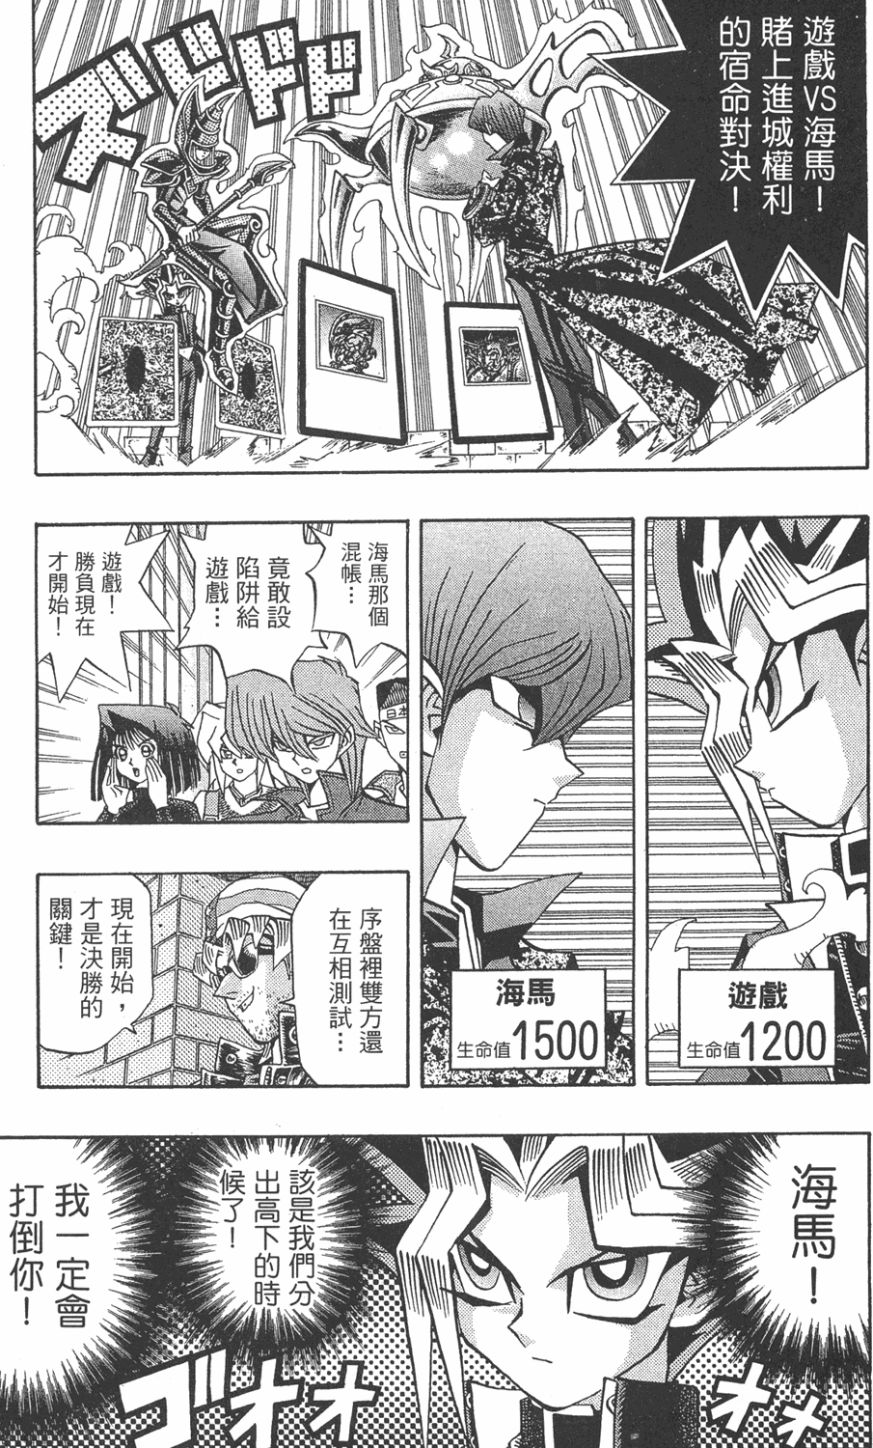 遊戲VS海馬！
賭上進城權利
的宿命對決！
ズドドドド
遊戲
生命值1200
海馬
生命值1500
海馬那個
混帳…
竟敢設
陷阱給
遊戲…
遊戲！
勝負現在
才開始！
日本
序盤裡雙方還
在互相測試…
現在開始，
才是決勝的
關鍵！
海馬！
該是我們分
出高下的時
候了！
我一定會
打倒你！
ゴオオ
オオ